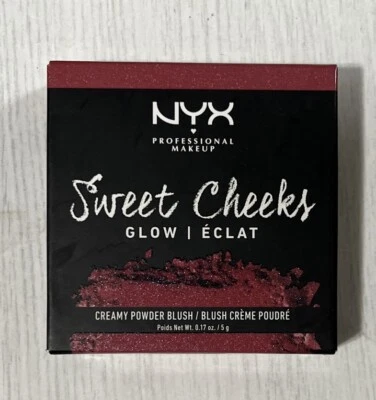 NYX
PROFESSIONAL
MAKEUP
Sweet Cheeks
GLOW | ÉCLAT
CREAMY POWDER BLUSH / BLUSH CRÈME POUDRÉ
Poids Net Wt. 0.17 oz. / 5 g